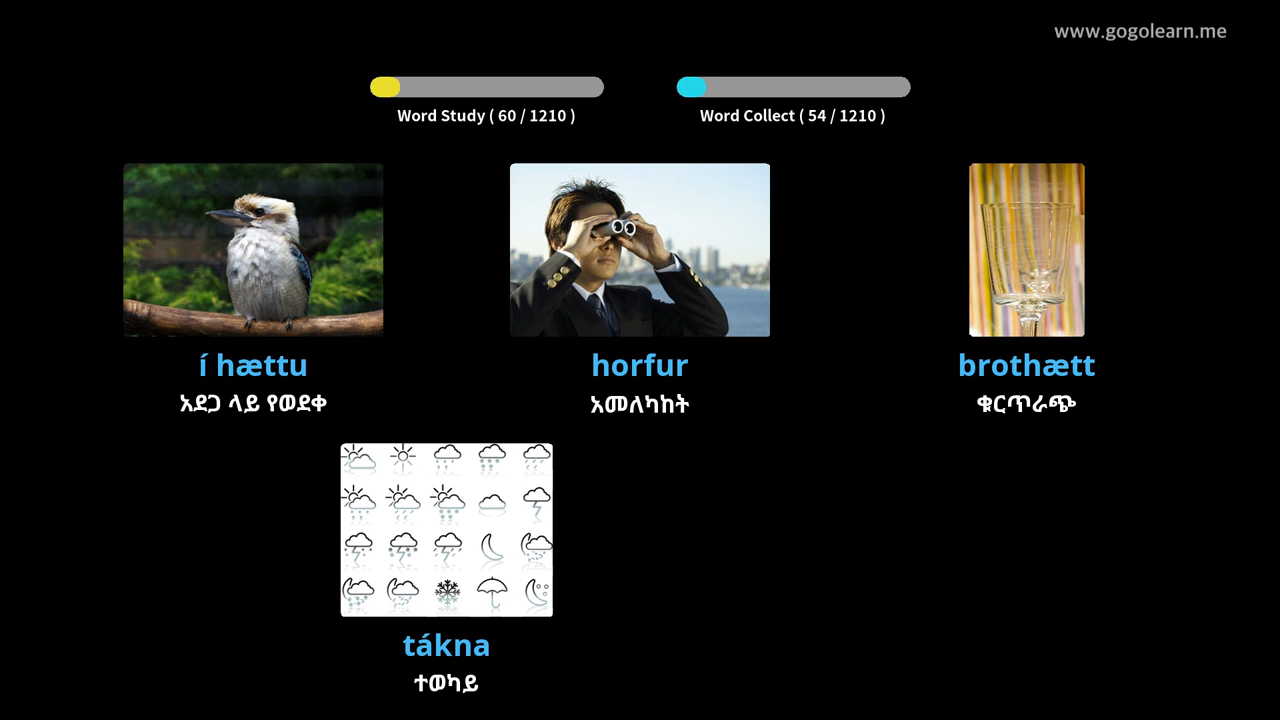 www.gogolearn.me
Word Study ( 60 / 1210 )
Word Collect ( 54 / 1210 )
í hættu
አደጋ ላይ የወደቀ
horfur
አመለካከት
brothætt
ቁርጥራጭ
tákna
ተወካይ